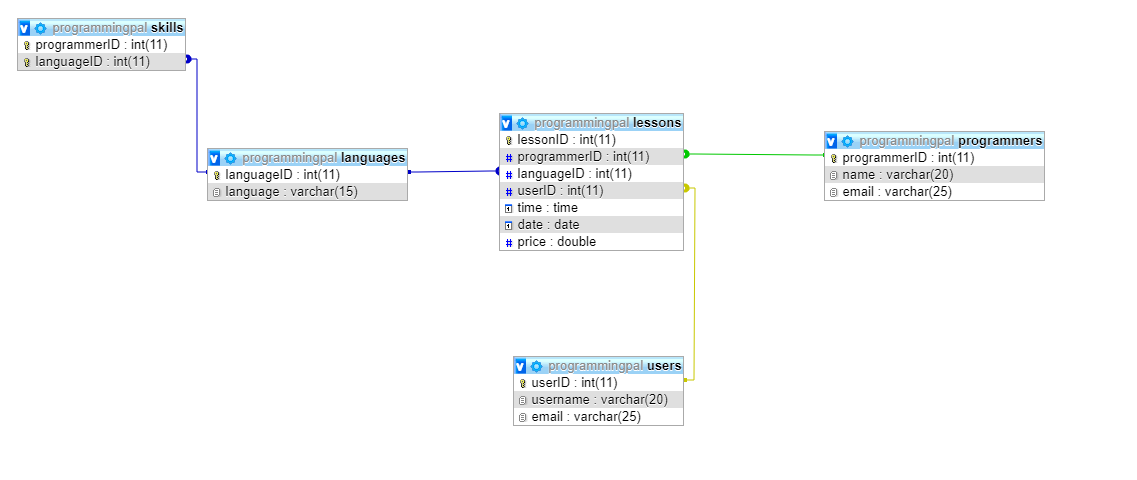 programmingpal skills
programmerID : int(11)
languageID : int(11)
programmingpal languages
languageID : int(11)
language : varchar(15)
programmingpal lessons
lessonID : int(11)
programmerID : int(11)
languageID : int(11)
userID : int(11)
time : time
date : date
price : double
programmingpal programmers
programmerID : int(11)
name : varchar(20)
email : varchar(25)
programmingpal users
userID : int(11)
username : varchar(20)
email : varchar(25)